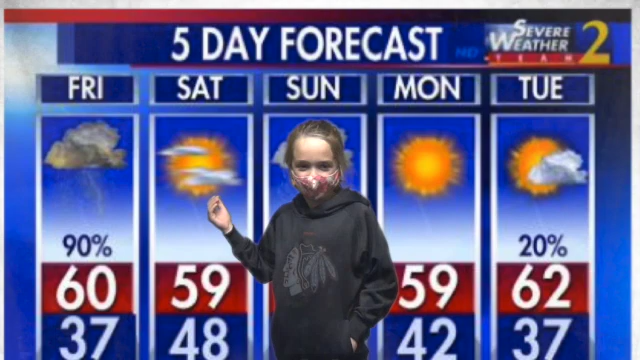 5 DAY FORECAST
SEVERE
WEATHER 2
TEAM
HD
FRI SAT SUN MON TUE
90% 20%
60 59 59 62
37 48 42 37